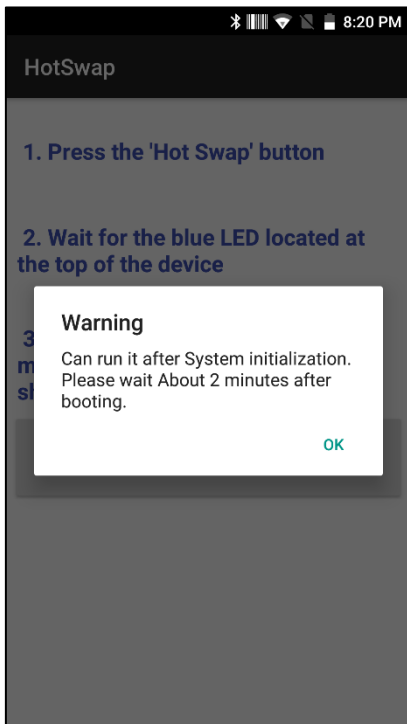 8:20 PM
HotSwap
1. Press the 'Hot Swap' button
2. Wait for the blue LED located at
the top of the device
3
Warning
Can run it after System initialization.
Please wait About 2 minutes after
booting.
OK